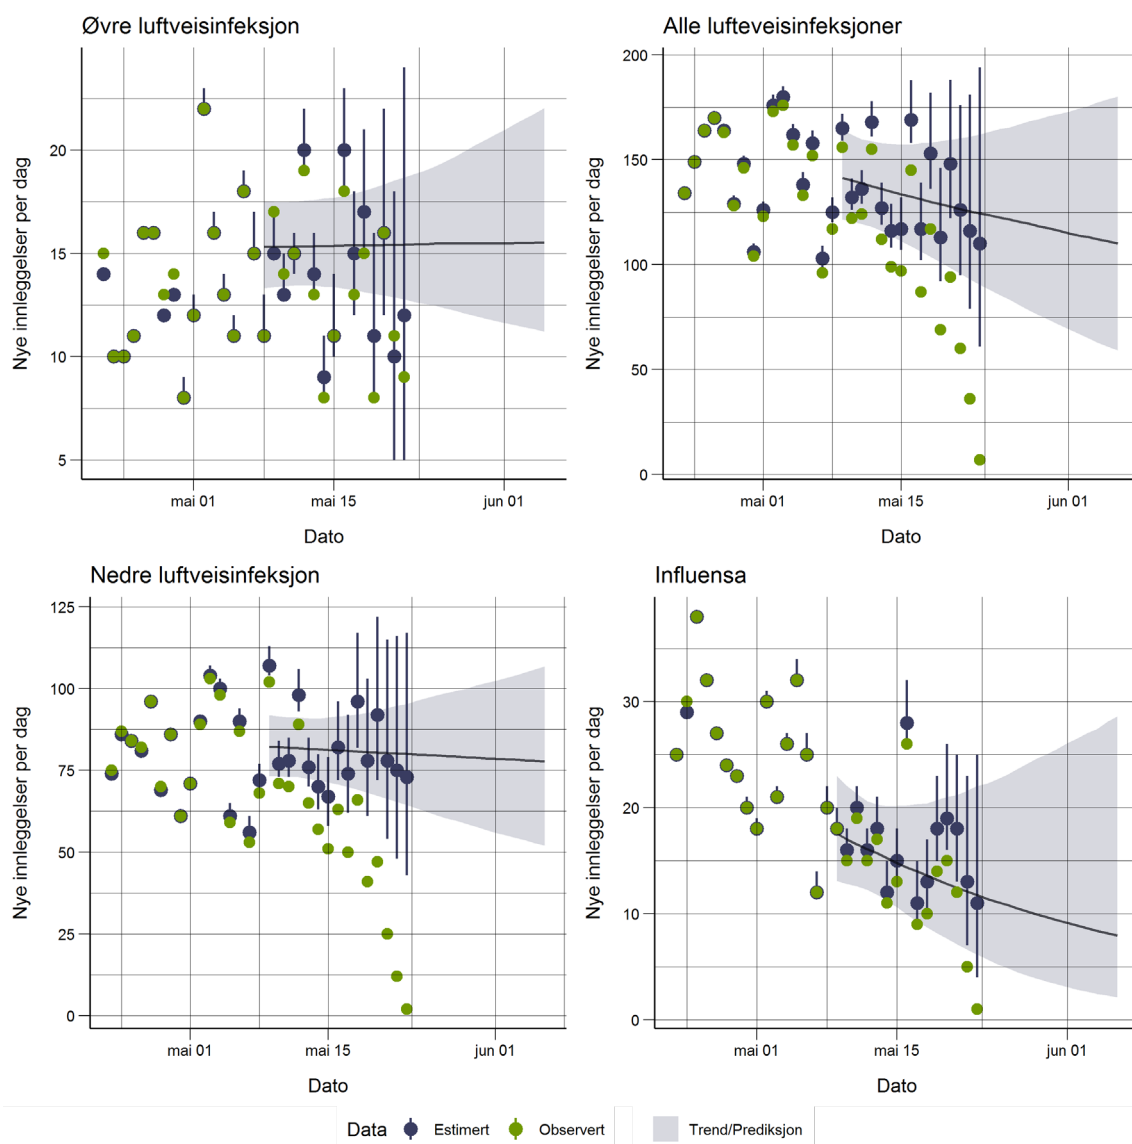 Øvre luftveisinfeksjon
Nye innleggelser per dag
20
15
10
5
mai 01 mai 15 jun 01
Dato
Alle lufteveisinfeksjoner
Nye innleggelser per dag
200
150
100
50
0
mai 01 mai 15 jun 01
Dato
Nedre luftveisinfeksjon
Nye innleggelser per dag
125
100
75
50
25
0
mai 01 mai 15 jun 01
Dato
Influensa
Nye innleggelser per dag
30
20
10
0
mai 01 mai 15 jun 01
Dato
Data Estimert Observert Trend/Prediksjon